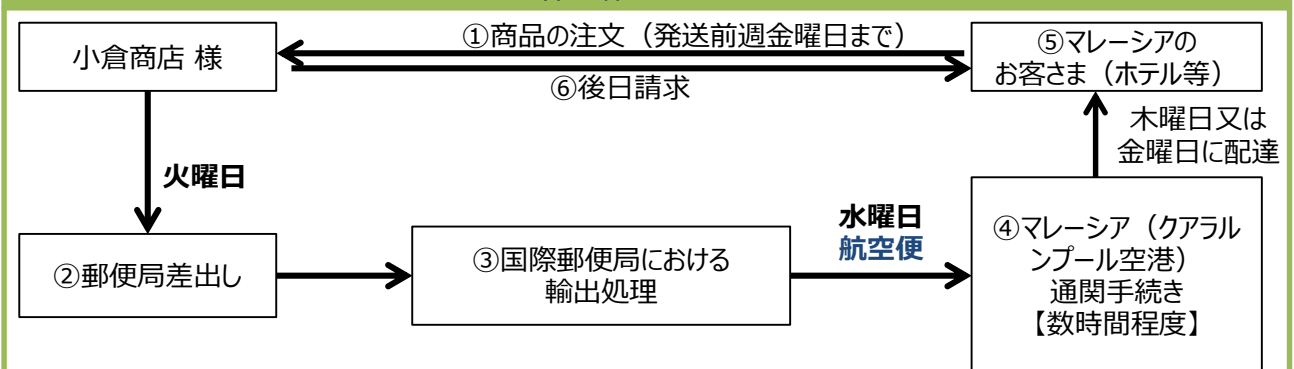 小倉商店 様
①商品の注文（発送前週金曜日まで）
⑥後日請求
⑤マレーシアの
お客さま（ホテル等）
木曜日又は
金曜日に配達
火曜日
②郵便局差出し
③国際郵便局における
輸出処理
水曜日
航空便
④マレーシア（クアラル
ンプール空港）
通関手続き
【数時間程度】